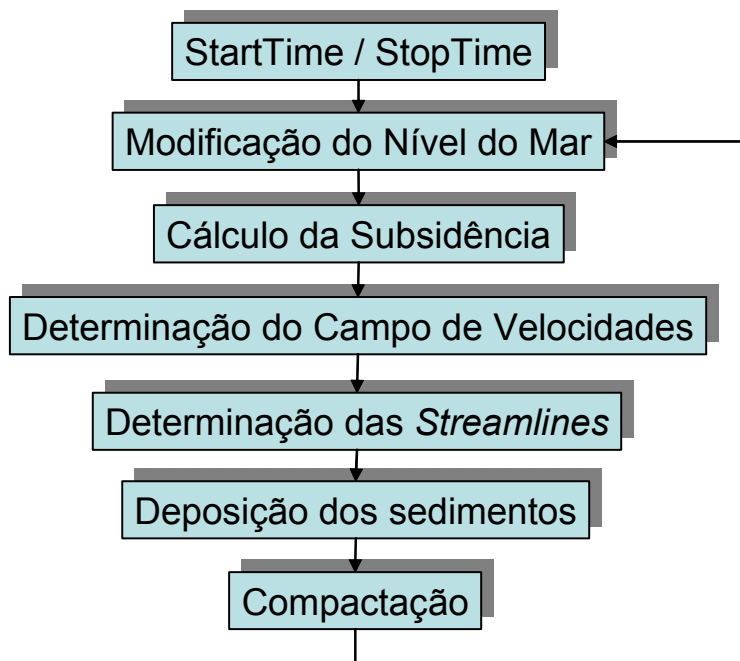 StartTime / StopTime
Modificação do Nível do Mar
Cálculo da Subsidência
Determinação do Campo de Velocidades
Determinação das Streamlines
Deposição dos sedimentos
Compactação